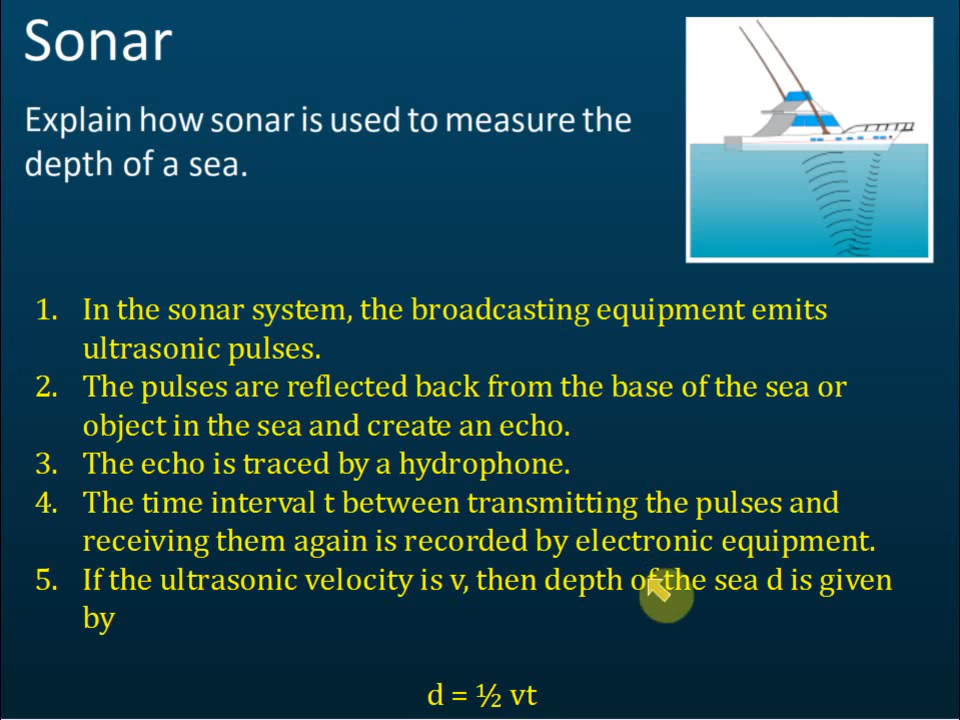 Sonar
Explain how sonar is used to measure the
depth of a sea.
1. In the sonar system, the broadcasting equipment emits
ultrasonic pulses.
2. The pulses are reflected back from the base of the sea or
object in the sea and create an echo.
3. The echo is traced by a hydrophone.
4. The time interval t between transmitting the pulses and
receiving them again is recorded by electronic equipment.
5. If the ultrasonic velocity is v, then depth of the sea d is given
by
d = ½ vt